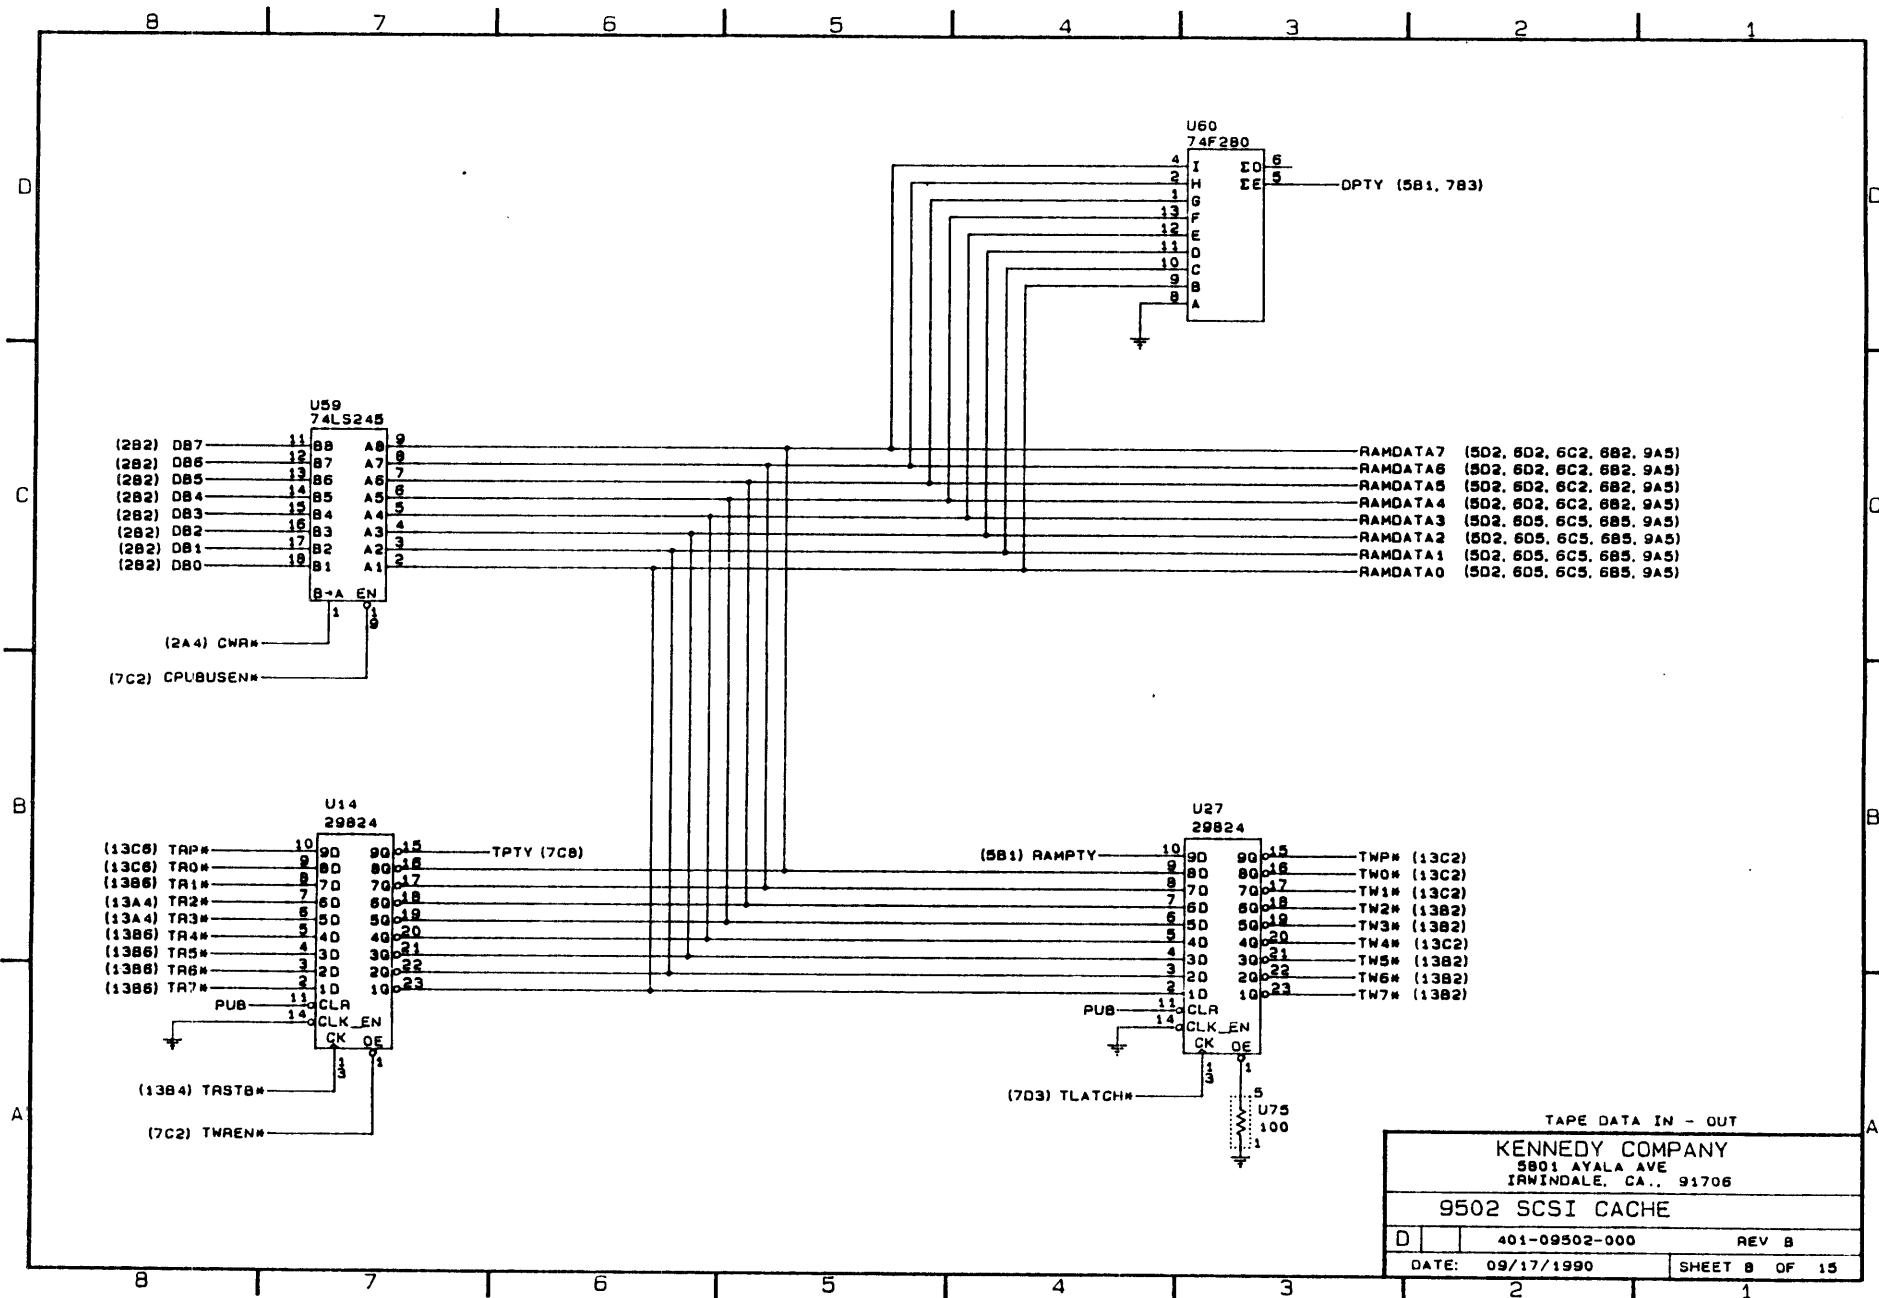 8 7 6 5 4 3 2 1
D D
U60
74F280
4 I ΣO 6
2 H ΣE 5 DPTY (5B1, 7B3)
1 G
13 F
12 E
11 D
10 C
9 B
8 A
U59
74LS245
(2B2) DB7 11 B8 A8 9 RAMDATA7 (5D2, 6D2, 6C2, 6B2, 9A5)
(2B2) DB6 12 B7 A7 8 RAMDATA6 (5D2, 6D2, 6C2, 6B2, 9A5)
(2B2) DB5 13 B6 A6 7 RAMDATA5 (5D2, 6D2, 6C2, 6B2, 9A5)
(2B2) DB4 14 B5 A5 6 RAMDATA4 (5D2, 6D2, 6C2, 6B2, 9A5)
(2B2) DB3 15 B4 A4 5 RAMDATA3 (5D2, 6D5, 6C5, 6B5, 9A5)
(2B2) DB2 16 B3 A3 4 RAMDATA2 (5D2, 6D5, 6C5, 6B5, 9A5)
(2B2) DB1 17 B2 A2 3 RAMDATA1 (5D2, 6D5, 6C5, 6B5, 9A5)
(2B2) DB0 18 B1 A1 2 RAMDATA0 (5D2, 6D5, 6C5, 6B5, 9A5)
C C
B→A EN
1 19
(2A4) CWR*
(7C2) CPUBUSEN*
B B
U14
29824
(13C6) TRP* 10 9D 9Q 15 TPTY (7C8)
(13C6) TR0* 9 8D 8Q 16
(13B6) TR1* 8 7D 7Q 17
(13A4) TR2* 7 6D 6Q 18
(13A4) TR3* 6 5D 5Q 19
(13B6) TR4* 5 4D 4Q 20
(13B6) TR5* 4 3D 3Q 21
(13B6) TR6* 3 2D 2Q 22
(13B6) TR7* 2 1D 1Q 23
PUB 11 CLR
14 CLK_EN
CK OE
13 1
(13B4) TRSTB*
(7C2) TWREN*
U27
29824
(5B1) RAMPTY 10 9D 9Q 15 TWP* (13C2)
9 8D 8Q 16 TW0* (13C2)
8 7D 7Q 17 TW1* (13C2)
7 6D 6Q 18 TW2* (13B2)
6 5D 5Q 19 TW3* (13B2)
5 4D 4Q 20 TW4* (13C2)
4 3D 3Q 21 TW5* (13B2)
3 2D 2Q 22 TW6* (13B2)
2 1D 1Q 23 TW7* (13B2)
PUB 11 CLR
14 CLK_EN
CK OE
13 1
(7D3) TLATCH*
5
U75
100
1
A A
TAPE DATA IN - OUT
KENNEDY COMPANY
5801 AYALA AVE
IRWINDALE, CA., 91706
9502 SCSI CACHE
D 401-09502-000 REV B
DATE: 09/17/1990 SHEET 8 OF 15
8 7 6 5 4 3 2 1